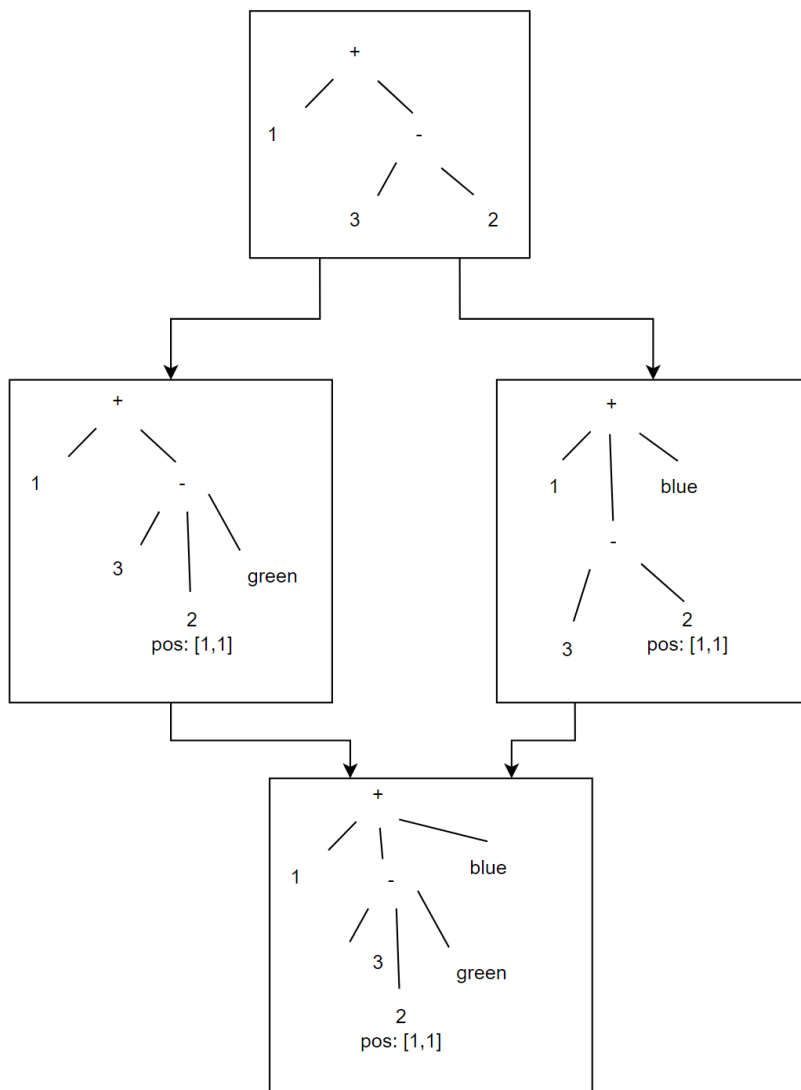 +
1
-
3
2
+
1
-
3
green
2
pos: [1,1]
+
1
blue
-
2
3
pos: [1,1]
+
1
blue
-
3
green
2
pos: [1,1]